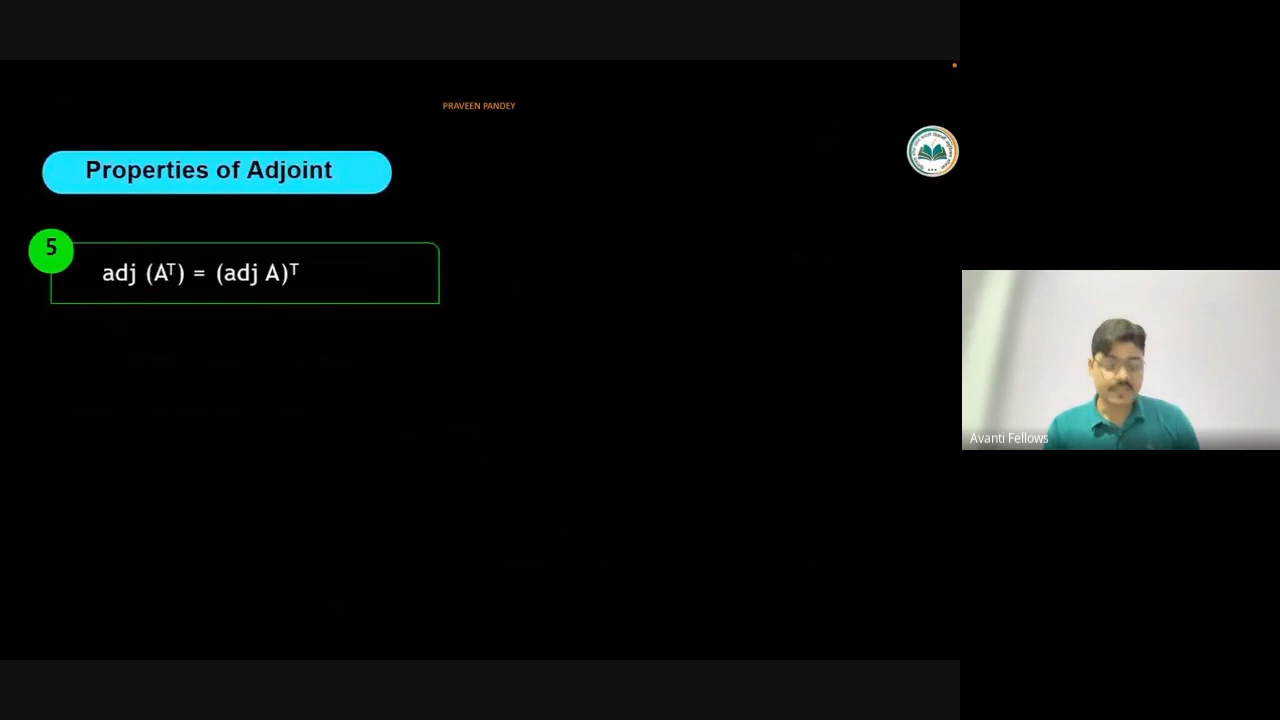 PRAVEEN PANDEY
Properties of Adjoint
5
adj (Aᵀ) = (adj A)ᵀ
Avanti Fellows